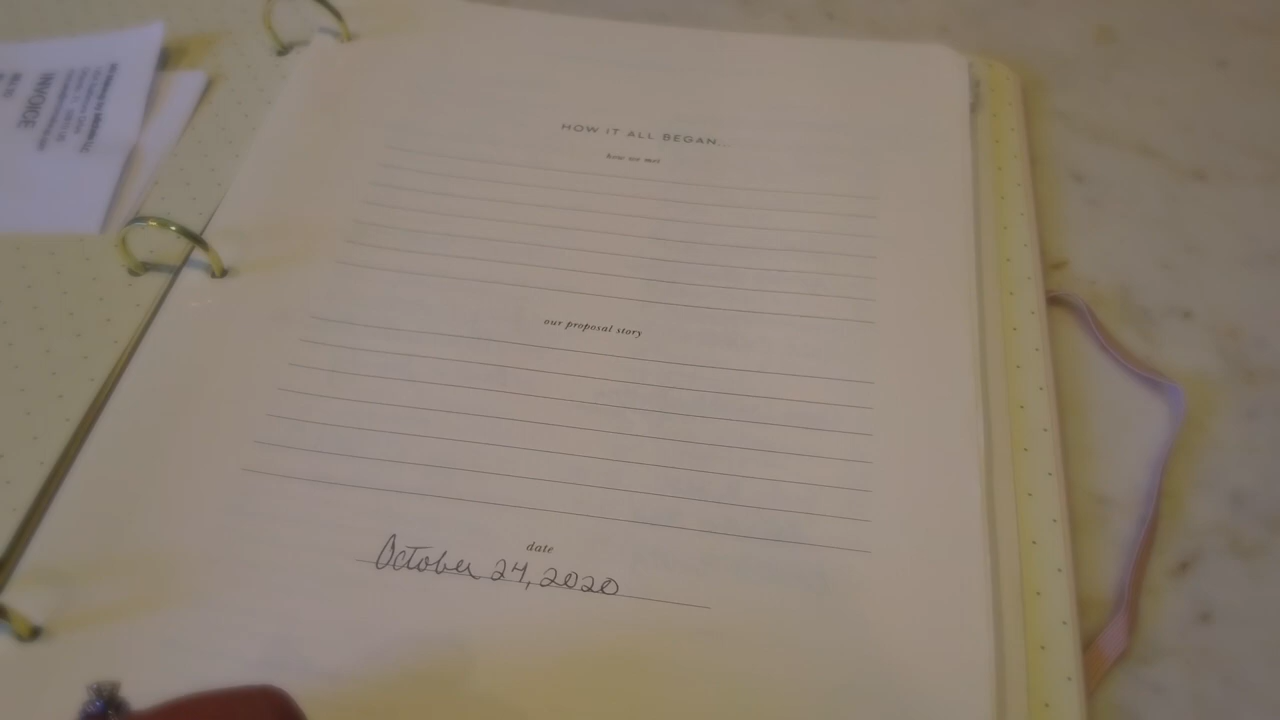 INVOICE
HOW IT ALL BEGAN...
how we met
our proposal story
date
October 24, 2020